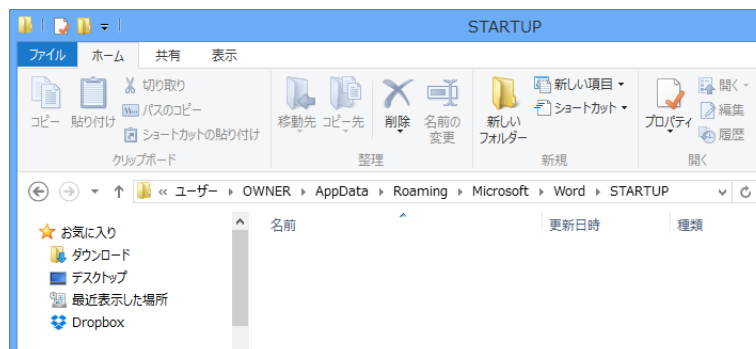 STARTUP
ファイル ホーム 共有 表示
コピー 貼り付け 切り取り
パスのコピー
ショートカットの貼り付け
クリップボード
移動先 コピー先 削除 名前の変更
整理
新しいフォルダー 新しい項目
ショートカット
新規
プロパティ 開く
編集
履歴
開く
« ユーザー ▸ OWNER ▸ AppData ▸ Roaming ▸ Microsoft ▸ Word ▸ STARTUP
お気に入り
ダウンロード
デスクトップ
最近表示した場所
Dropbox
名前 更新日時 種類